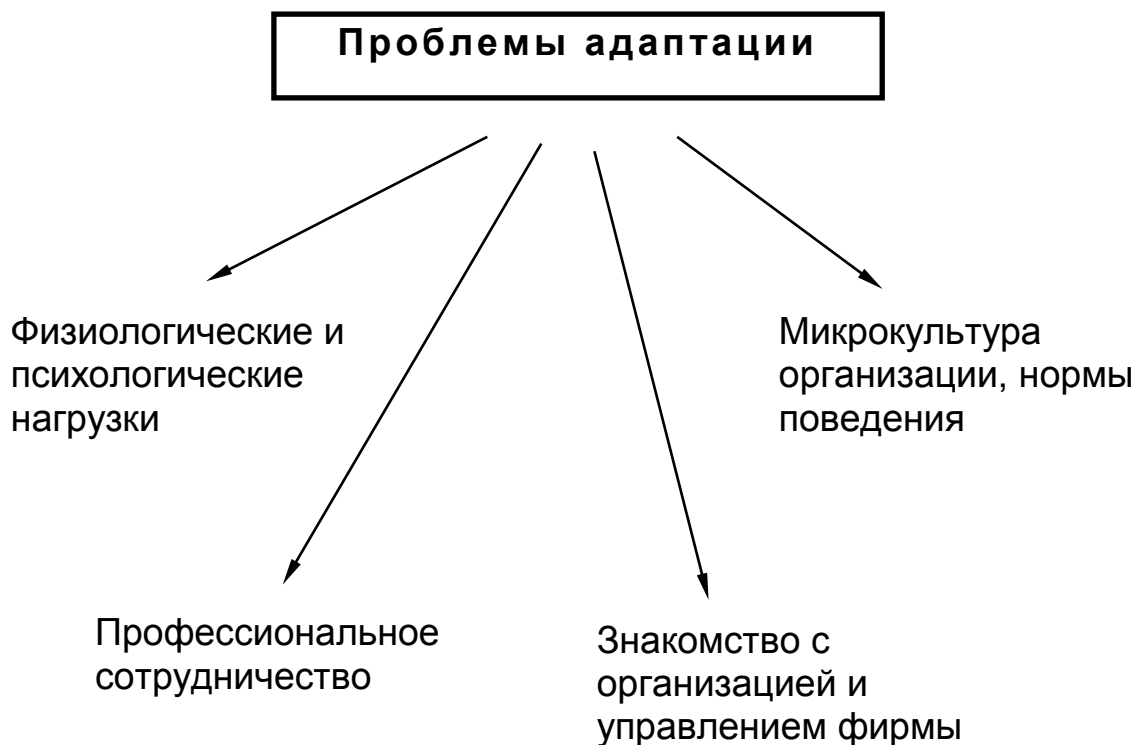 Проблемы адаптации
Физиологические и
психологические
нагрузки
Микрокультура
организации, нормы
поведения
Профессиональное
сотрудничество
Знакомство с
организацией и
управлением фирмы